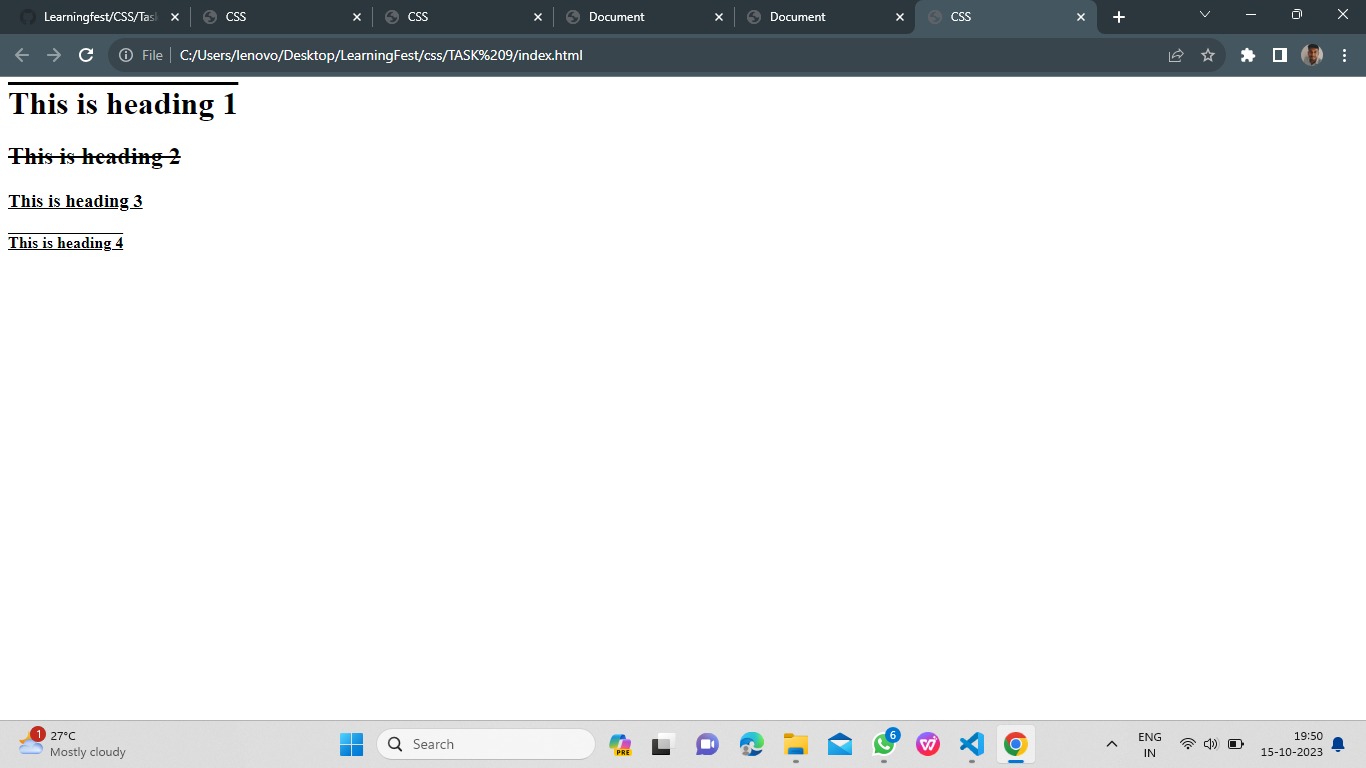 Learningfest/CSS/Tas
CSS
CSS
Document
Document
CSS
File
C:/Users/lenovo/Desktop/LearningFest/css/TASK%209/index.html
This is heading 1
This is heading 2
This is heading 3
This is heading 4
1
27°C
Mostly cloudy
Search
PRE
6
ENG
IN
19:50
15-10-2023